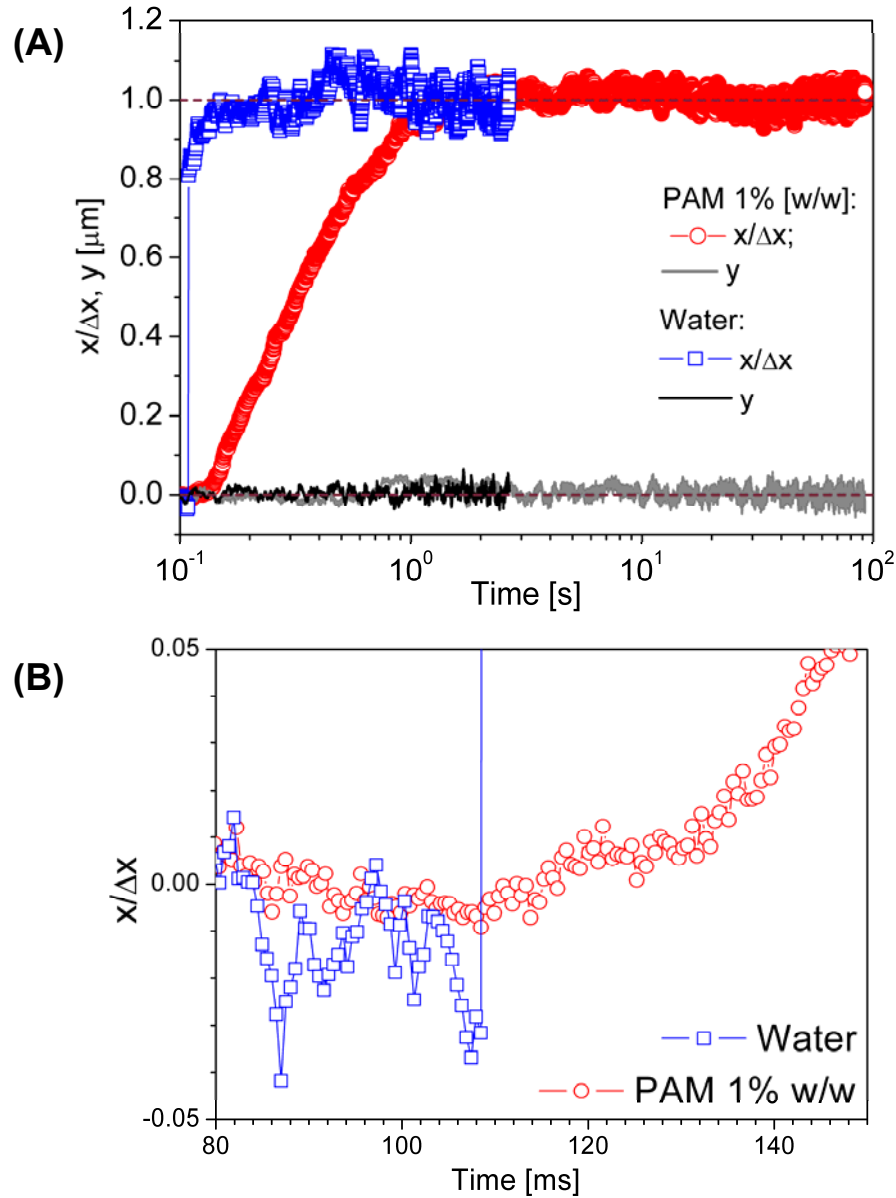 (A)
1.2
1.0
0.8
0.6
0.4
0.2
0.0
x/Δx, y [μm]
PAM 1% [w/w]:
x/Δx;
y
Water:
x/Δx
y
10⁻¹ 10⁰ 10¹ 10²
Time [s]
(B)
0.05
0.00
-0.05
x/Δx
Water
PAM 1% w/w
80 100 120 140
Time [ms]